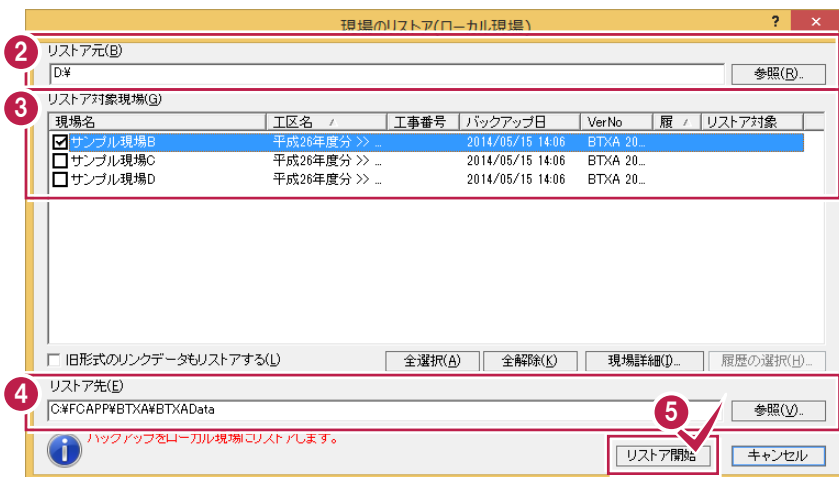 現場のリストア(ローカル現場)
? ×
2
リストア元(B)
D:¥
参照(R)..
3
リストア対象現場(G)
現場名 工区名 工事番号 バックアップ日 VerNo 履 リストア対象
サンプル現場B 平成26年度分 >> ... 2014/05/15 14:06 BTXA 20...
サンプル現場C 平成26年度分 >> ... 2014/05/15 14:06 BTXA 20...
サンプル現場D 平成26年度分 >> ... 2014/05/15 14:06 BTXA 20...
旧形式のリンクデータもリストアする(L) 全選択(A) 全解除(K) 現場詳細(I)... 履歴の選択(H)...
4
リストア先(E)
C:¥FCAPP¥BTXA¥BTXAData
参照(V)..
5
バックアップをローカル現場にリストアします。
リストア開始 キャンセル